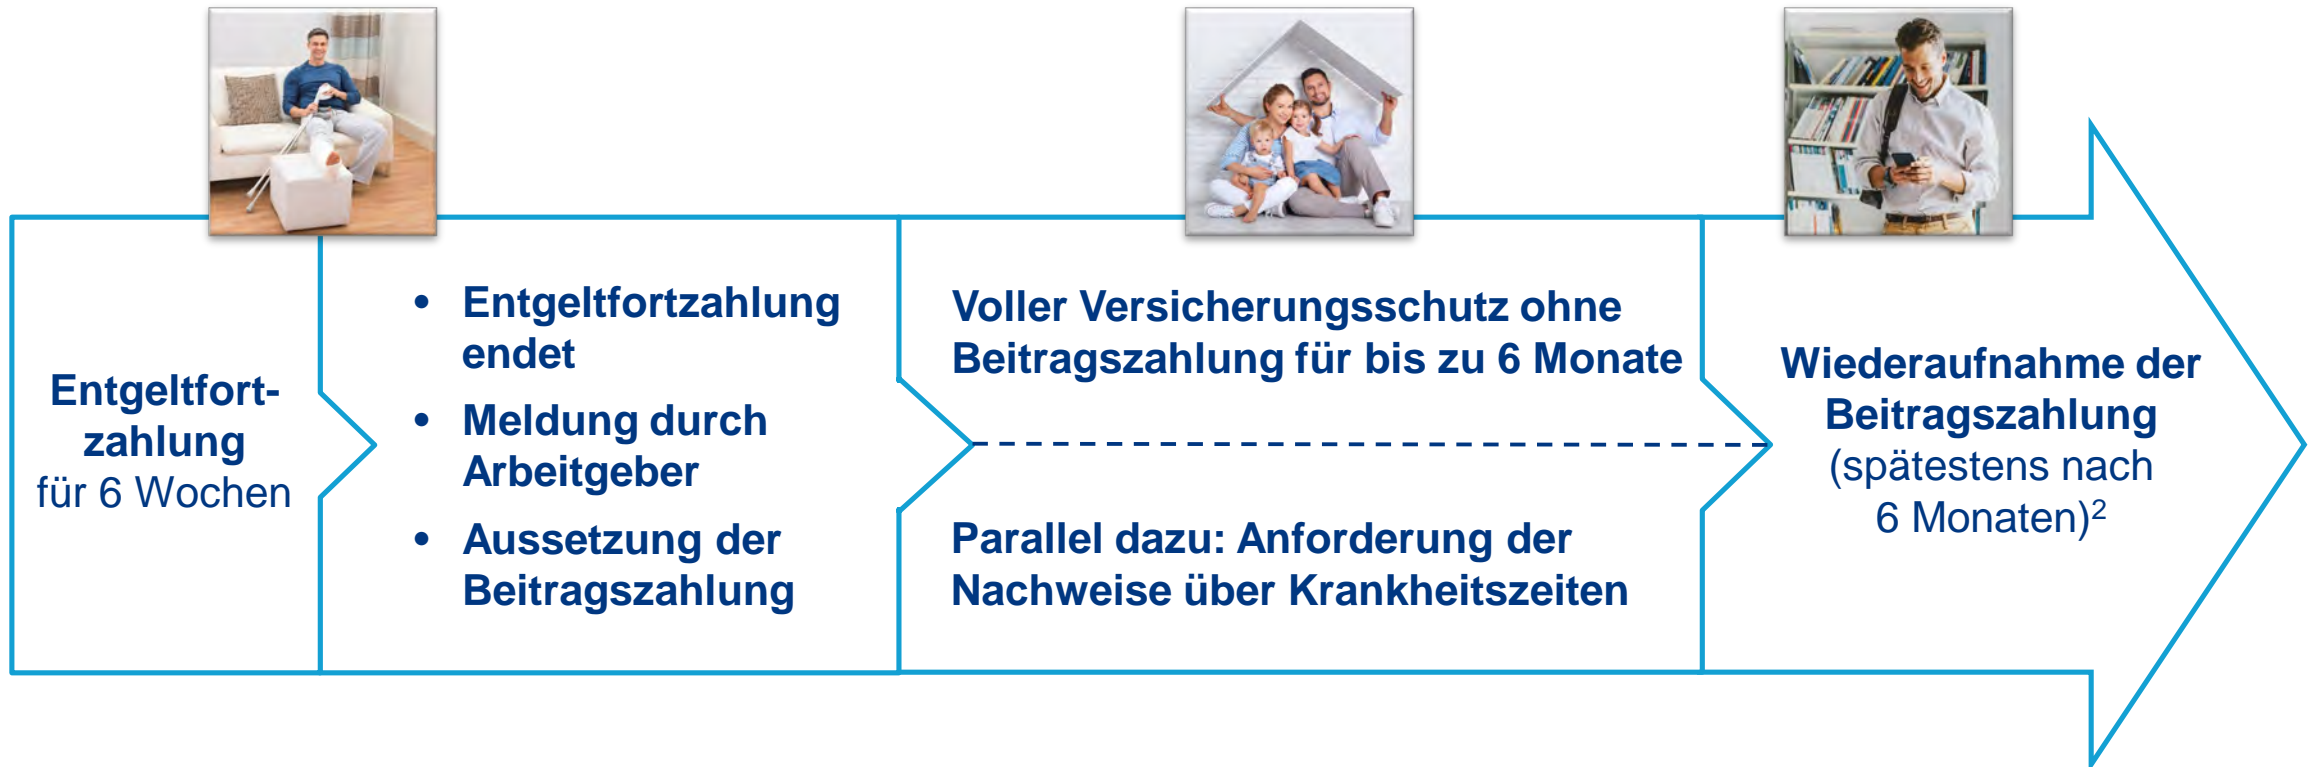 Entgeltfort-
zahlung
für 6 Wochen
• Entgeltfortzahlung
endet
• Meldung durch
Arbeitgeber
• Aussetzung der
Beitragszahlung
Voller Versicherungsschutz ohne
Beitragszahlung für bis zu 6 Monate
Parallel dazu: Anforderung der
Nachweise über Krankheitszeiten
Wiederaufnahme der
Beitragszahlung
(spätestens nach
6 Monaten)²